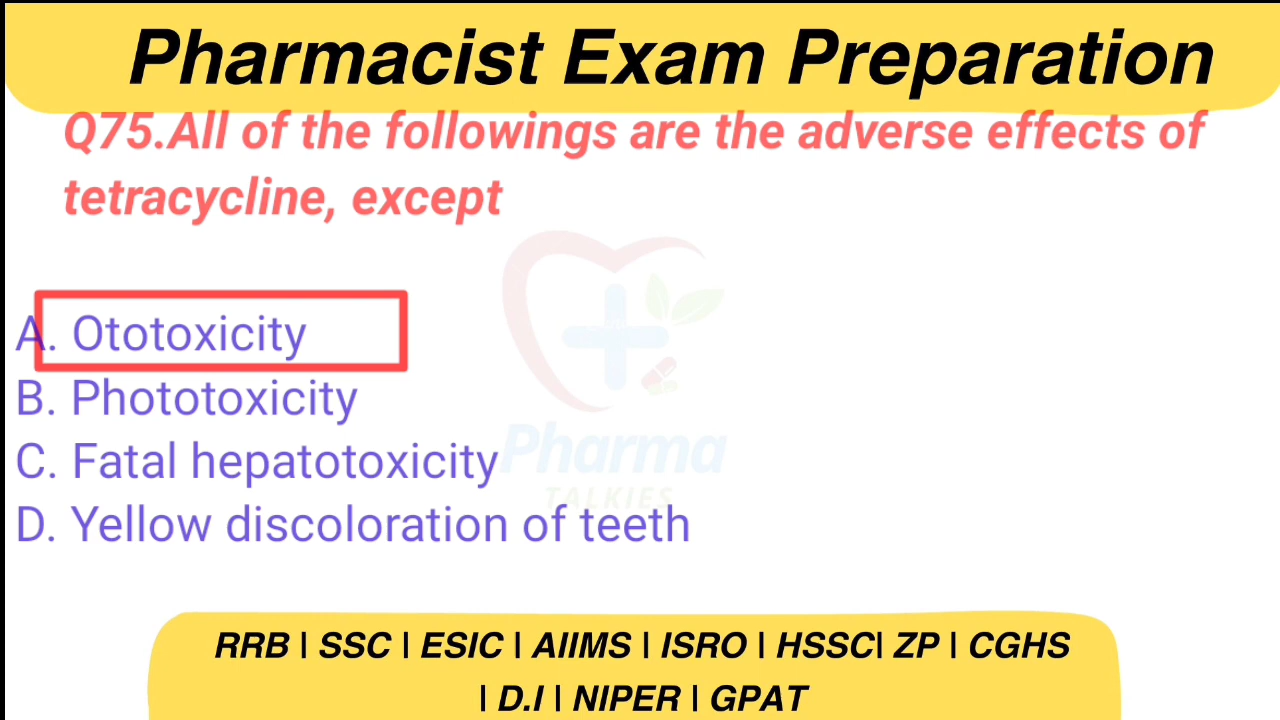 Pharmacist Exam Preparation
Q75.All of the followings are the adverse effects of
tetracycline, except
A. Ototoxicity
B. Phototoxicity
C. Fatal hepatotoxicity
D. Yellow discoloration of teeth
Pharma
TALKIES
RRB | SSC | ESIC | AIIMS | ISRO | HSSC| ZP | CGHS
| D.I | NIPER | GPAT